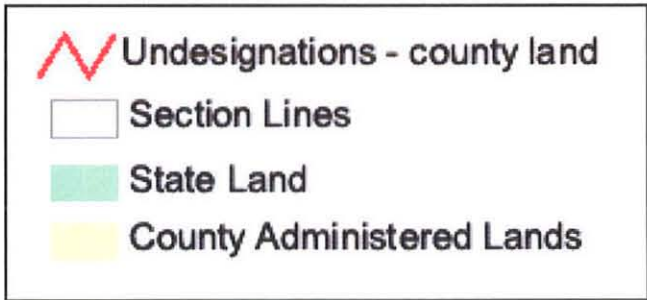 Undesignations - county land
Section Lines
State Land
County Administered Lands